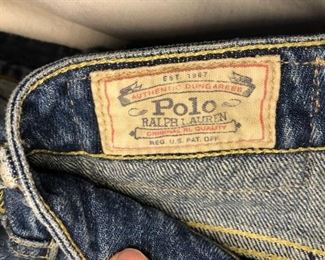 EST. 1967
AUTHENTIC DUNGAREES
Polo
RALPH LAUREN
ORIGINAL RL QUALITY
REG. U.S. PAT. OFF.